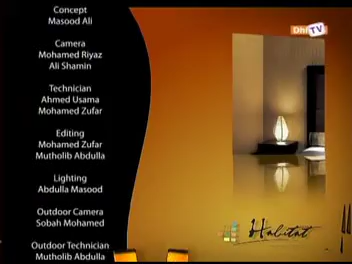 Concept
Masood Ali
Camera
Mohamed Riyaz
Ali Shamin
Technician
Ahmed Usama
Mohamed Zufar
Editing
Mohamed Zufar
Mutholib Abdulla
Lighting
Abdulla Masood
Outdoor Camera
Sobah Mohamed
Outdoor Technician
Mutholib Abdulla
DhiTV
Habitat